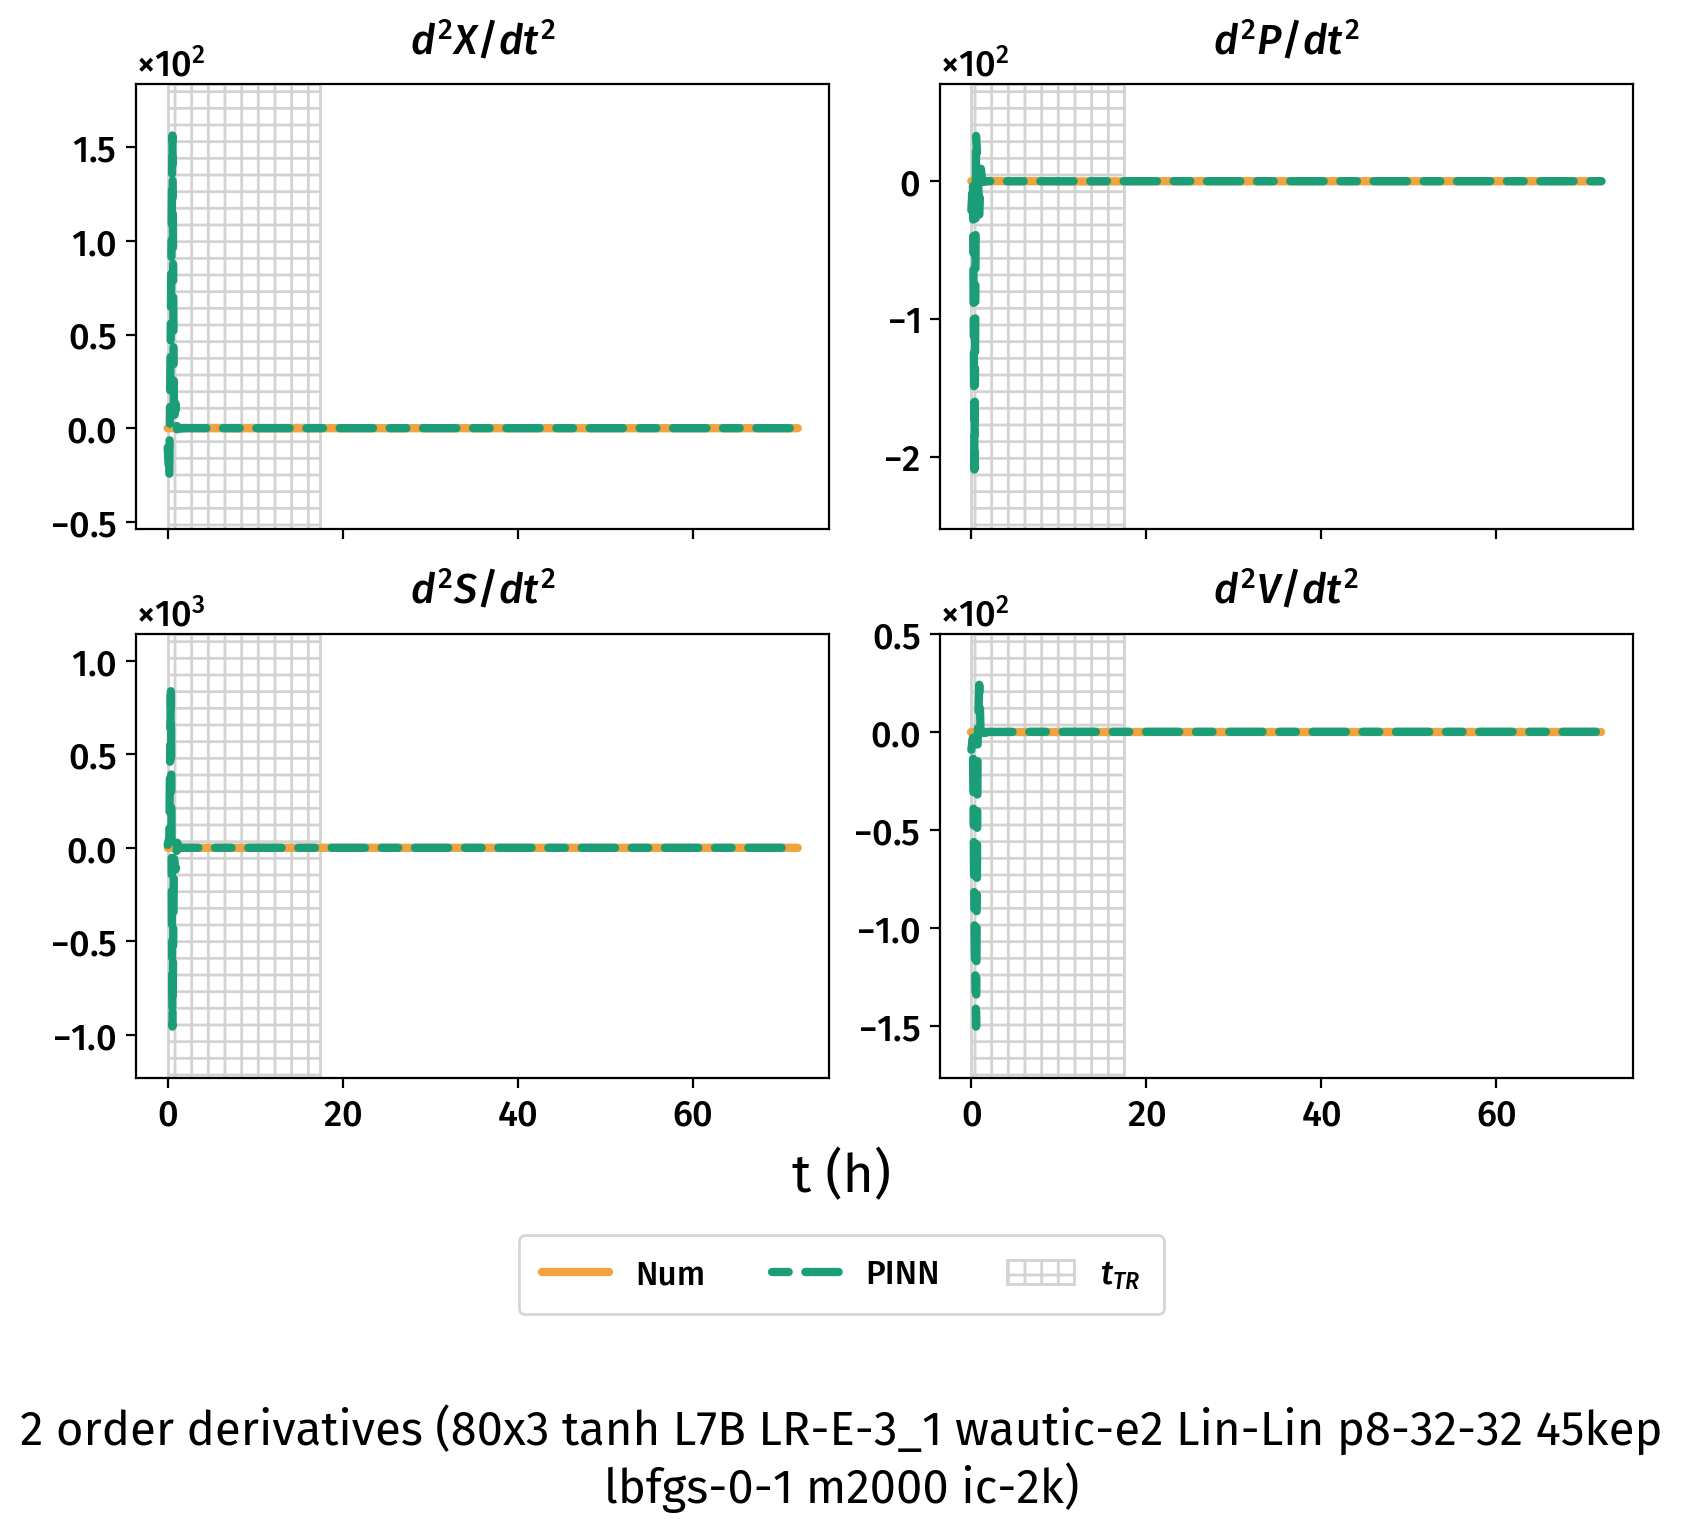 d²X/dt²
×10²
1.5
1.0
0.5
0.0
−0.5
d²P/dt²
×10²
0
−1
−2
d²S/dt²
×10³
1.0
0.5
0.0
−0.5
−1.0
0 20 40 60
d²V/dt²
×10²
0.5
0.0
−0.5
−1.0
−1.5
0 20 40 60
t (h)
Num PINN t_TR
2 order derivatives (80x3 tanh L7B LR-E-3_1 wautic-e2 Lin-Lin p8-32-32 45kep
lbfgs-0-1 m2000 ic-2k)